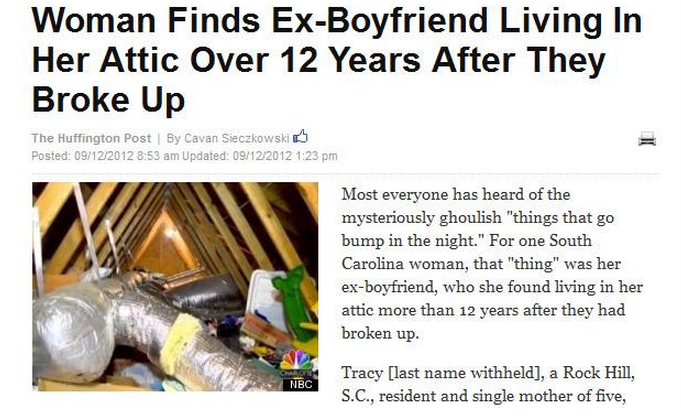 Woman Finds Ex-Boyfriend Living In
Her Attic Over 12 Years After They
Broke Up
The Huffington Post | By Cavan Sieczkowski
Posted: 09/12/2012 8:53 am Updated: 09/12/2012 1:23 pm
Most everyone has heard of the
mysteriously ghoulish "things that go
bump in the night." For one South
Carolina woman, that "thing" was her
ex-boyfriend, who she found living in her
attic more than 12 years after they had
broken up.
Tracy [last name withheld], a Rock Hill,
S.C., resident and single mother of five,
CHARLOTTE
NBC